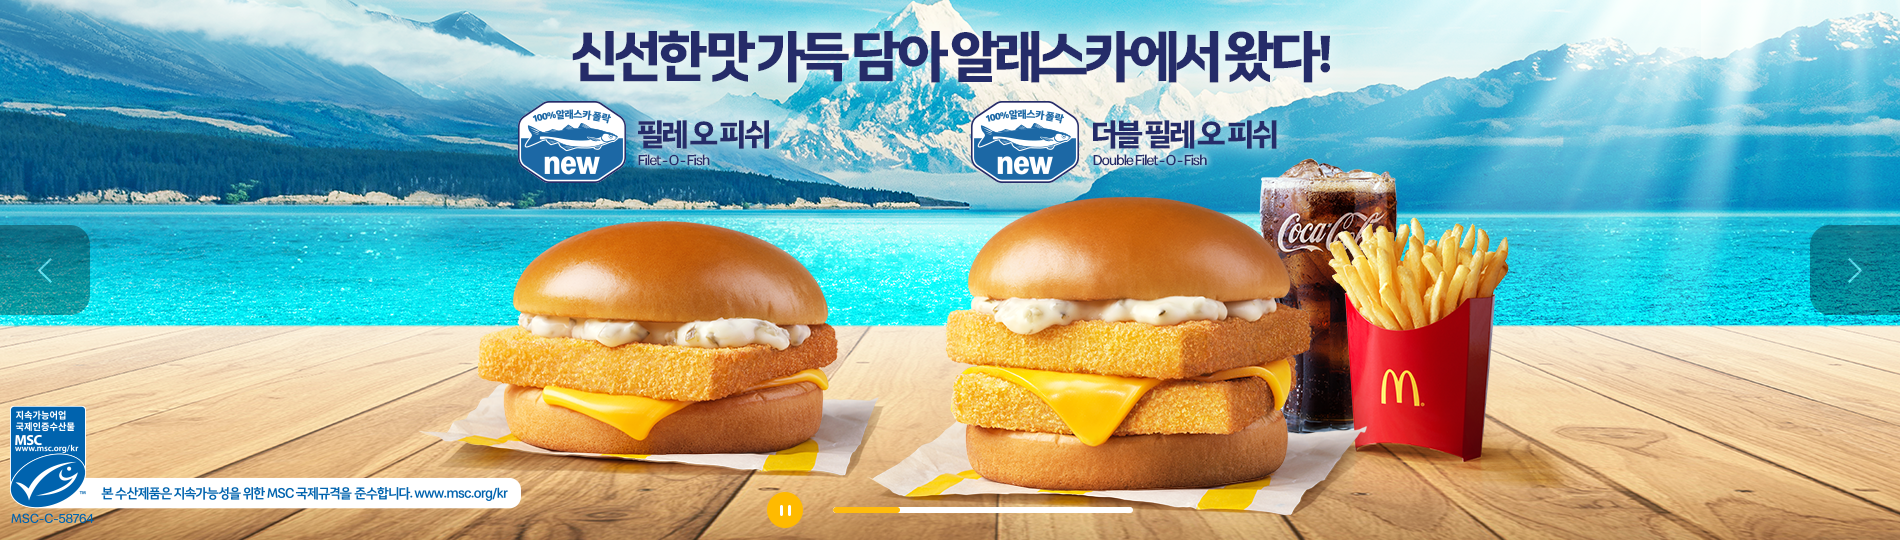 신선한 맛 가득 담아 알래스카에서 왔다!
100% 알래스카 폴락
new
필레 오 피쉬
Filet-O-Fish
100% 알래스카 폴락
new
더블 필레 오 피쉬
Double Filet-O-Fish
Coca-C
지속가능어업
국제인증수산물
MSC
www.msc.org/kr
TM
본 수산제품은 지속가능성을 위한 MSC 국제규격을 준수합니다. www.msc.org/kr
MSC-C-58764